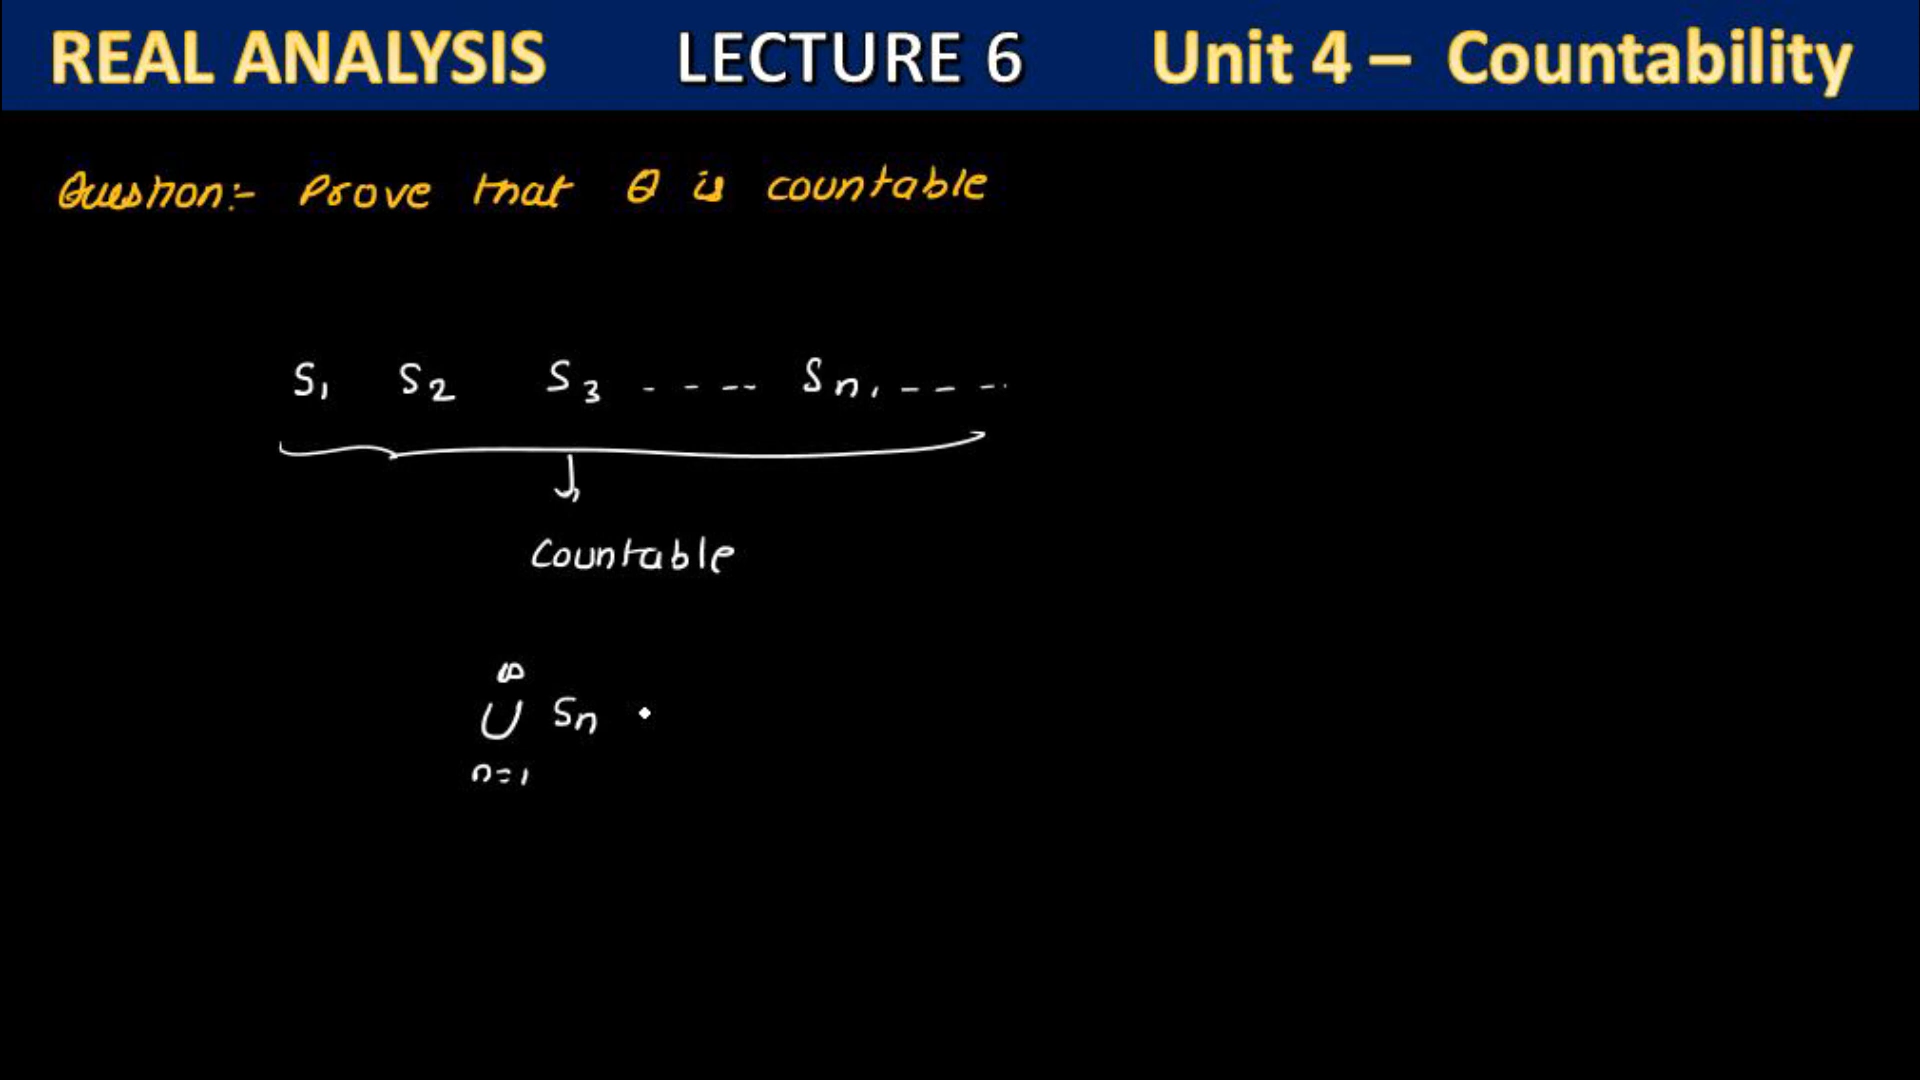 REAL ANALYSIS LECTURE 6 Unit 4 – Countability
Question:- Prove that Q is countable
S1 S2 S3 ---- Sn, ----
Countable
∞
∪ Sn
n=1